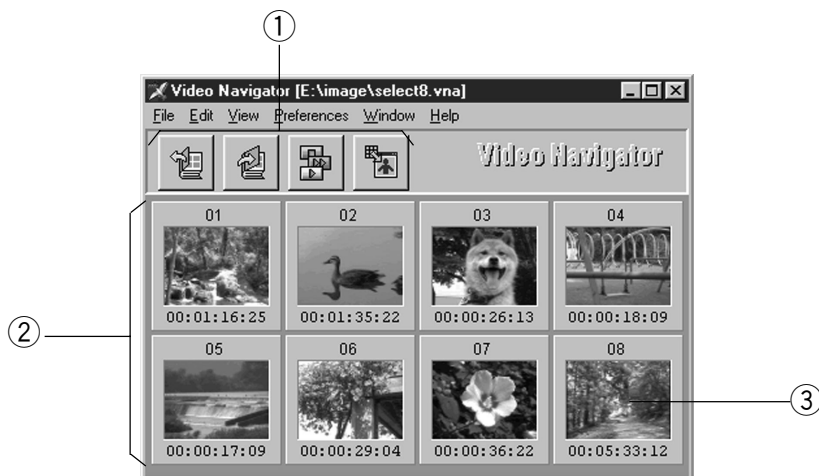 ①
Video Navigator [E:\image\select8.vna]
File Edit View Preferences Window Help
Video Navigator
01 02 03 04
00:01:16:25 00:01:35:22 00:00:26:13 00:00:18:09
②
05 06 07 08
③
00:00:17:09 00:00:29:04 00:00:36:22 00:05:33:12